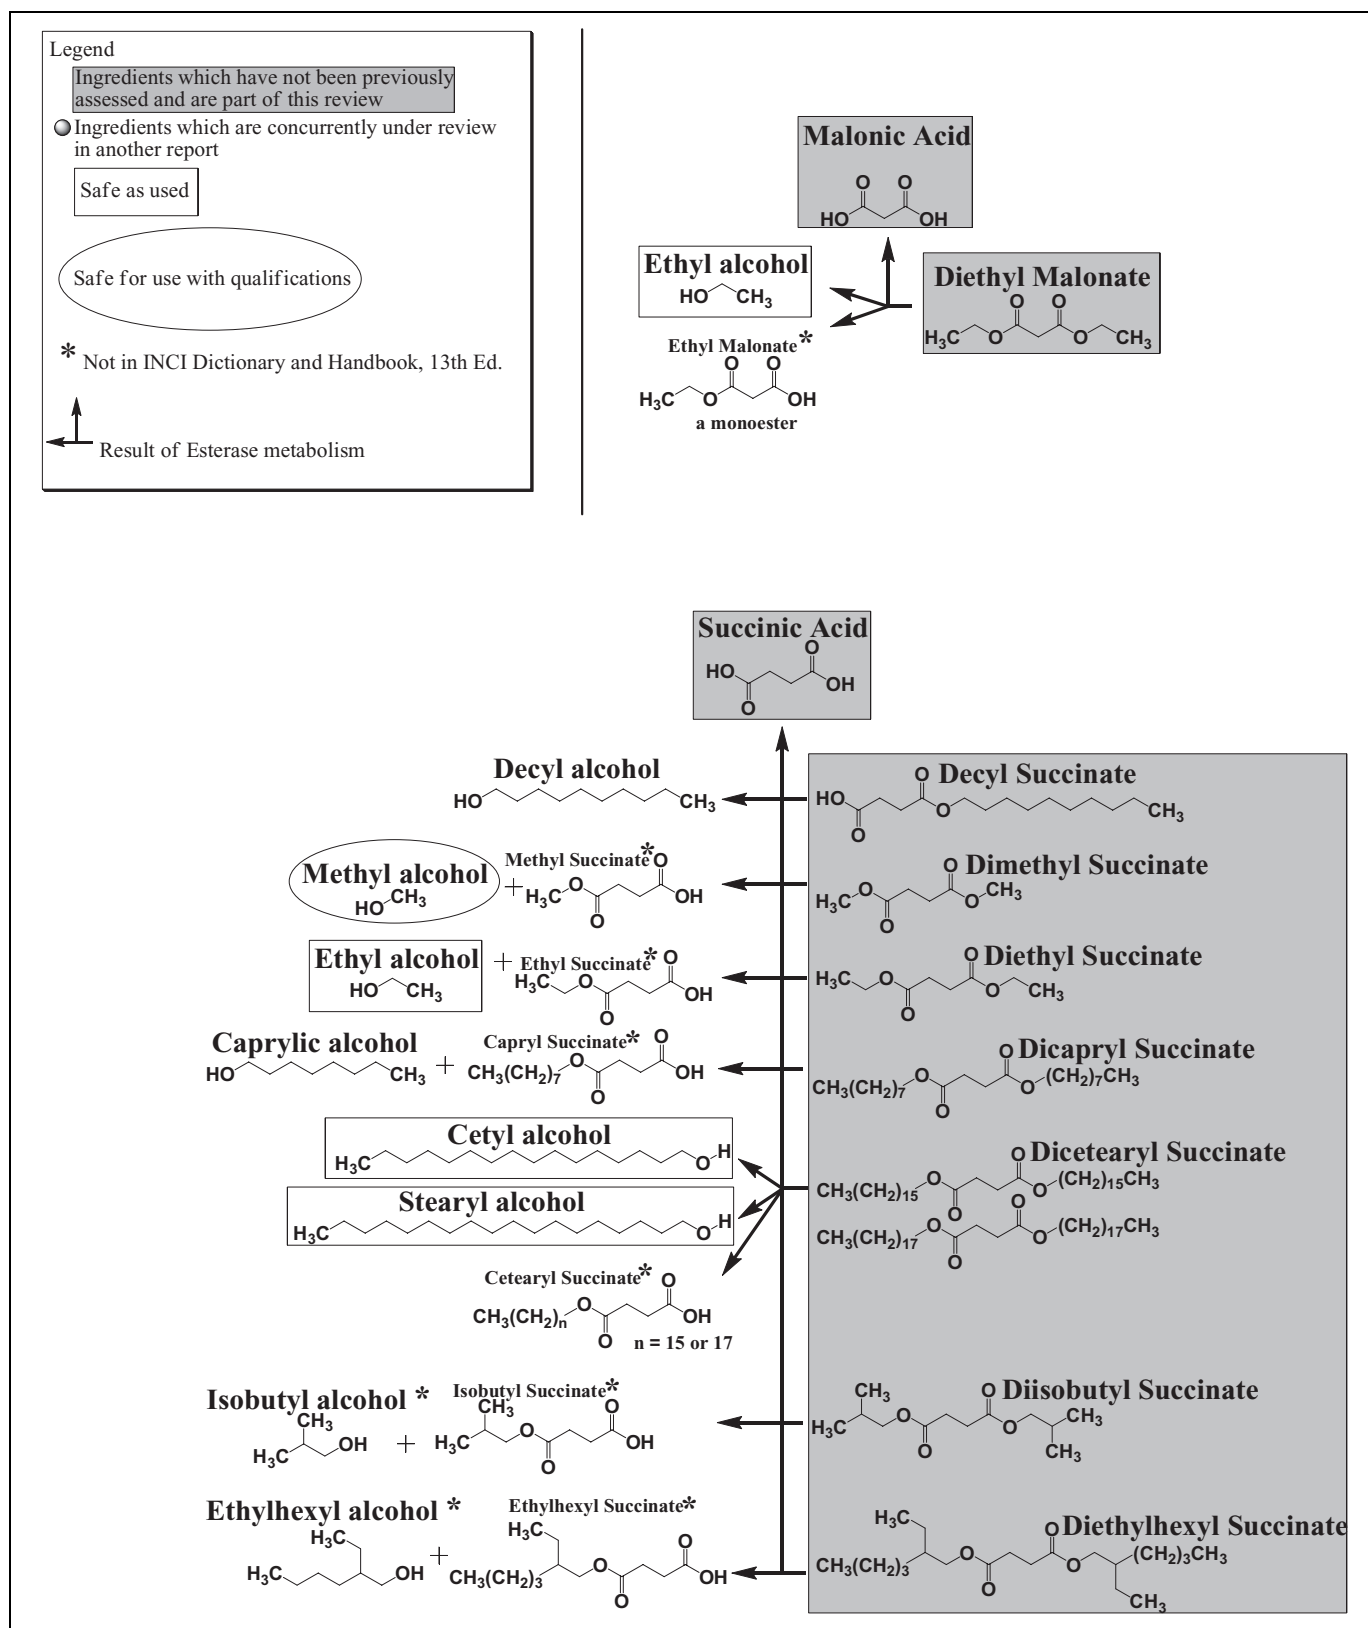 Legend
Ingredients which have not been previously
assessed and are part of this review
Ingredients which are concurrently under review
in another report
Safe as used
Safe for use with qualifications
* Not in INCI Dictionary and Handbook, 13th Ed.
Result of Esterase metabolism
Malonic Acid
O O
HO OH
Ethyl alcohol
HO CH3
Diethyl Malonate
O O
H3C O O CH3
Ethyl Malonate*
O O
H3C O OH
a monoester
Succinic Acid
O
HO
OH
O
Decyl alcohol
HO CH3
Decyl Succinate
O
HO
O CH3
O
Methyl alcohol
HO CH3
+
Methyl Succinate*
O
H3C O
OH
O
Dimethyl Succinate
O
O CH3
H3C O
O
Ethyl alcohol
HO CH3
+
Ethyl Succinate*
O
H3C O
OH
O
Diethyl Succinate
O
H3C O
O CH3
O
Caprylic alcohol
HO CH3
+
Capryl Succinate*
O
O
CH3(CH2)7 OH
O
Dicapryl Succinate
O
O (CH2)7CH3
CH3(CH2)7 O
O
Cetyl alcohol
H3C O-H
Stearyl alcohol
H3C O-H
Dicetearyl Succinate
O
O (CH2)15CH3
CH3(CH2)15 O
O
O
O (CH2)17CH3
CH3(CH2)17 O
O
Cetearyl Succinate*
O
O
CH3(CH2)n OH
O
n = 15 or 17
Isobutyl alcohol *
CH3
H3C OH
+
Isobutyl Succinate*
CH3 O
H3C O OH
O
Diisobutyl Succinate
CH3 O
H3C O O CH3
O CH3
Ethylhexyl alcohol *
H3C
H3C OH
+
Ethylhexyl Succinate*
H3C O
O
CH3(CH2)3 OH
O
Diethylhexyl Succinate
H3C O
O O (CH2)3CH3
CH3(CH2)3
O
CH3